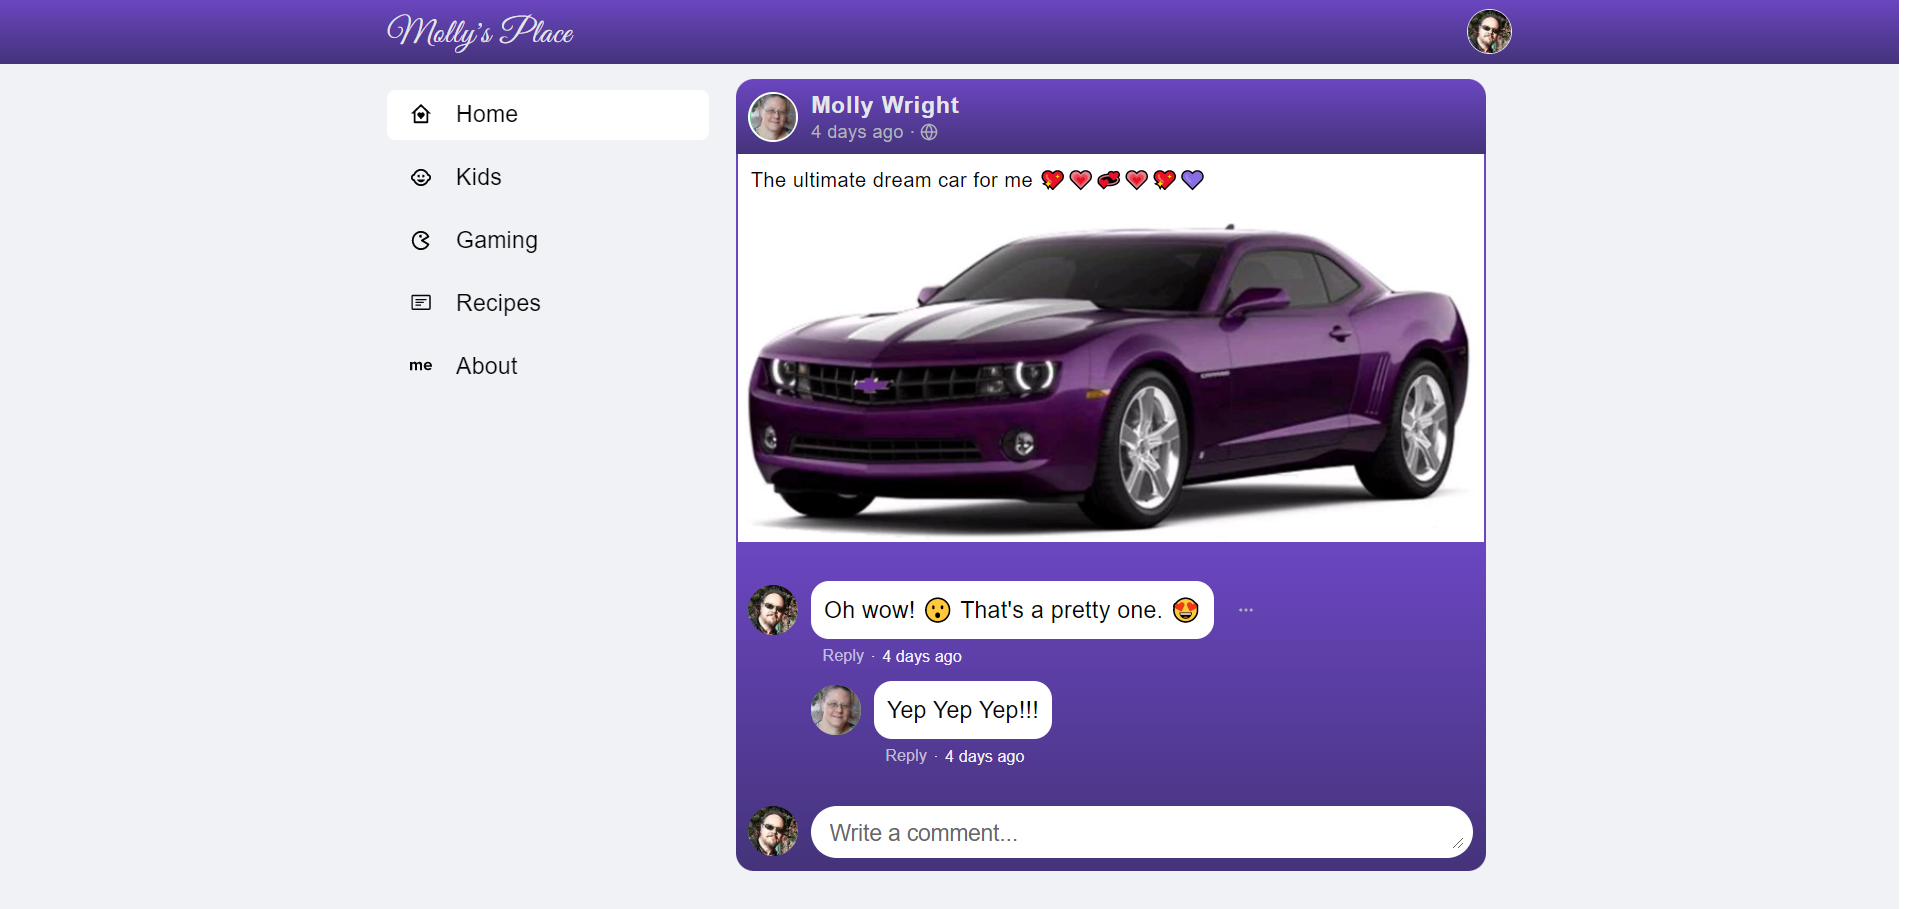 Molly's Place
Home
Kids
Gaming
Recipes
me About
Molly Wright
4 days ago ·
The ultimate dream car for me 💖💗💞💗💖💜
Oh wow! 😮 That's a pretty one. 😍
Reply · 4 days ago
Yep Yep Yep!!!
Reply · 4 days ago
Write a comment...